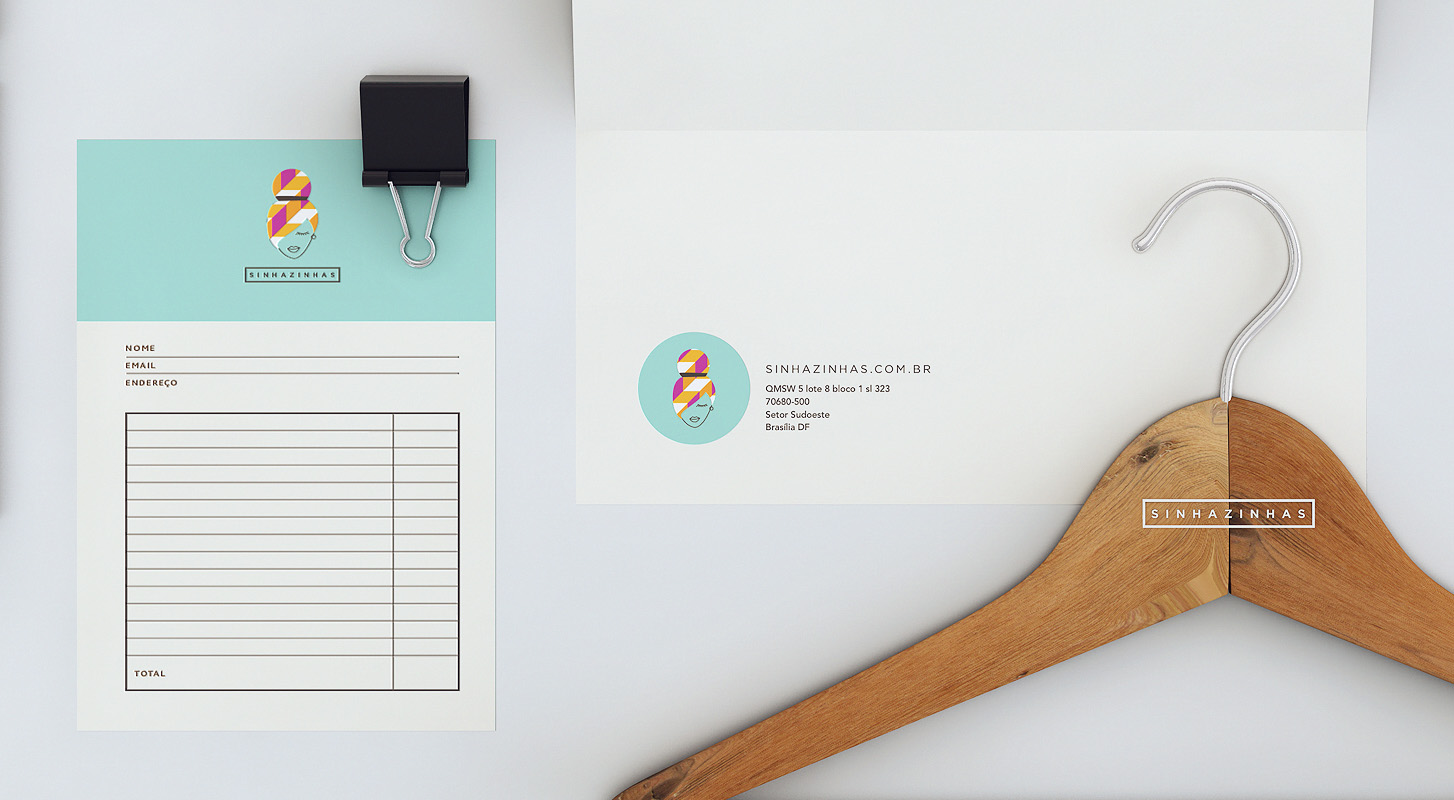 SINHAZINHAS
NOME
EMAIL
ENDEREÇO
TOTAL
SINHAZINHAS.COM.BR
QMSW 5 lote 8 bloco 1 sl 323
70680-500
Setor Sudoeste
Brasília DF
SINHAZINHAS